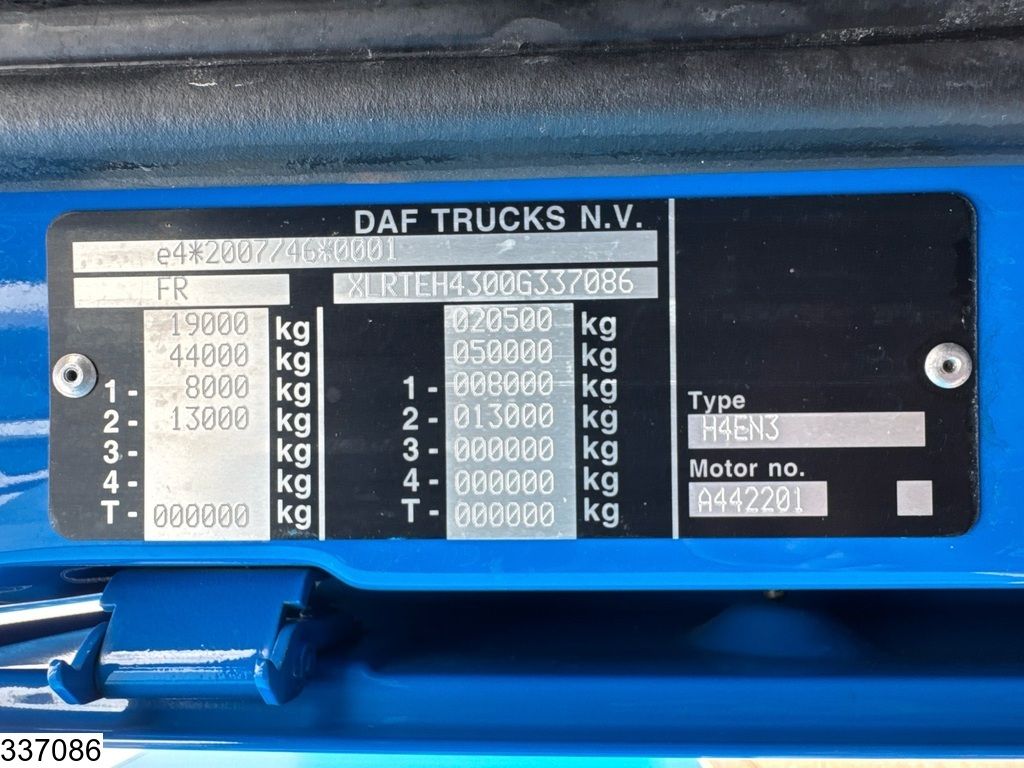 DAF TRUCKS N.V.
e4*2007/46*0001
FR XLRTEH4300G337086
19000 kg 020500 kg
44000 kg 050000 kg
1- 8000 kg 1- 008000 kg
2- 13000 kg 2- 013000 kg
3- kg 3- 000000 kg
4- kg 4- 000000 kg
T- 000000 kg T- 000000 kg
Type
H4EN3
Motor no.
A442201
337086